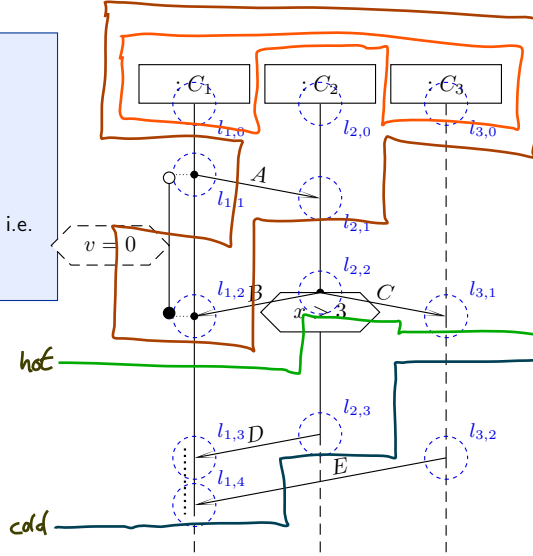 : C₁ : C₂ : C₃
l₁,₀ l₂,₀ l₃,₀
A
l₁,₁ l₂,₁
i.e.
v = 0
l₂,₂
l₁,₂ B C l₃,₁
x > 3
hot
l₂,₃
l₁,₃ D l₃,₂
E
l₁,₄
cold